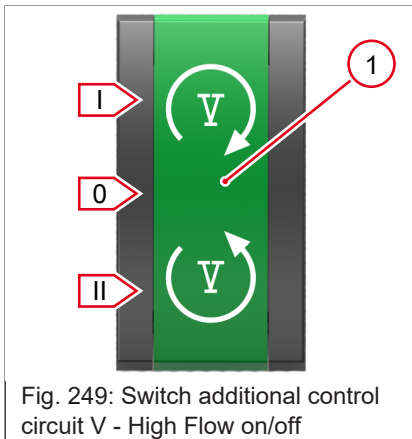 1
I
V
0
II
V
Fig. 249: Switch additional control
circuit V - High Flow on/off